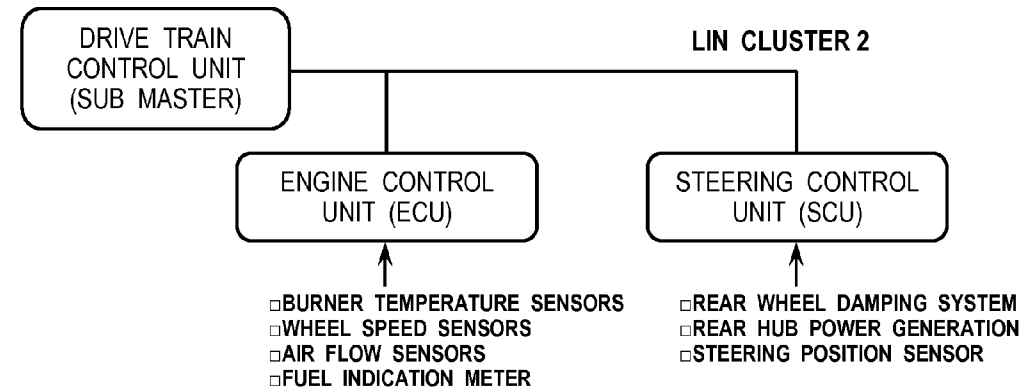 DRIVE TRAIN
CONTROL UNIT
(SUB MASTER)
LIN CLUSTER 2
ENGINE CONTROL
UNIT (ECU)
STEERING CONTROL
UNIT (SCU)
□BURNER TEMPERATURE SENSORS
□WHEEL SPEED SENSORS
□AIR FLOW SENSORS
□FUEL INDICATION METER
□REAR WHEEL DAMPING SYSTEM
□REAR HUB POWER GENERATION
□STEERING POSITION SENSOR